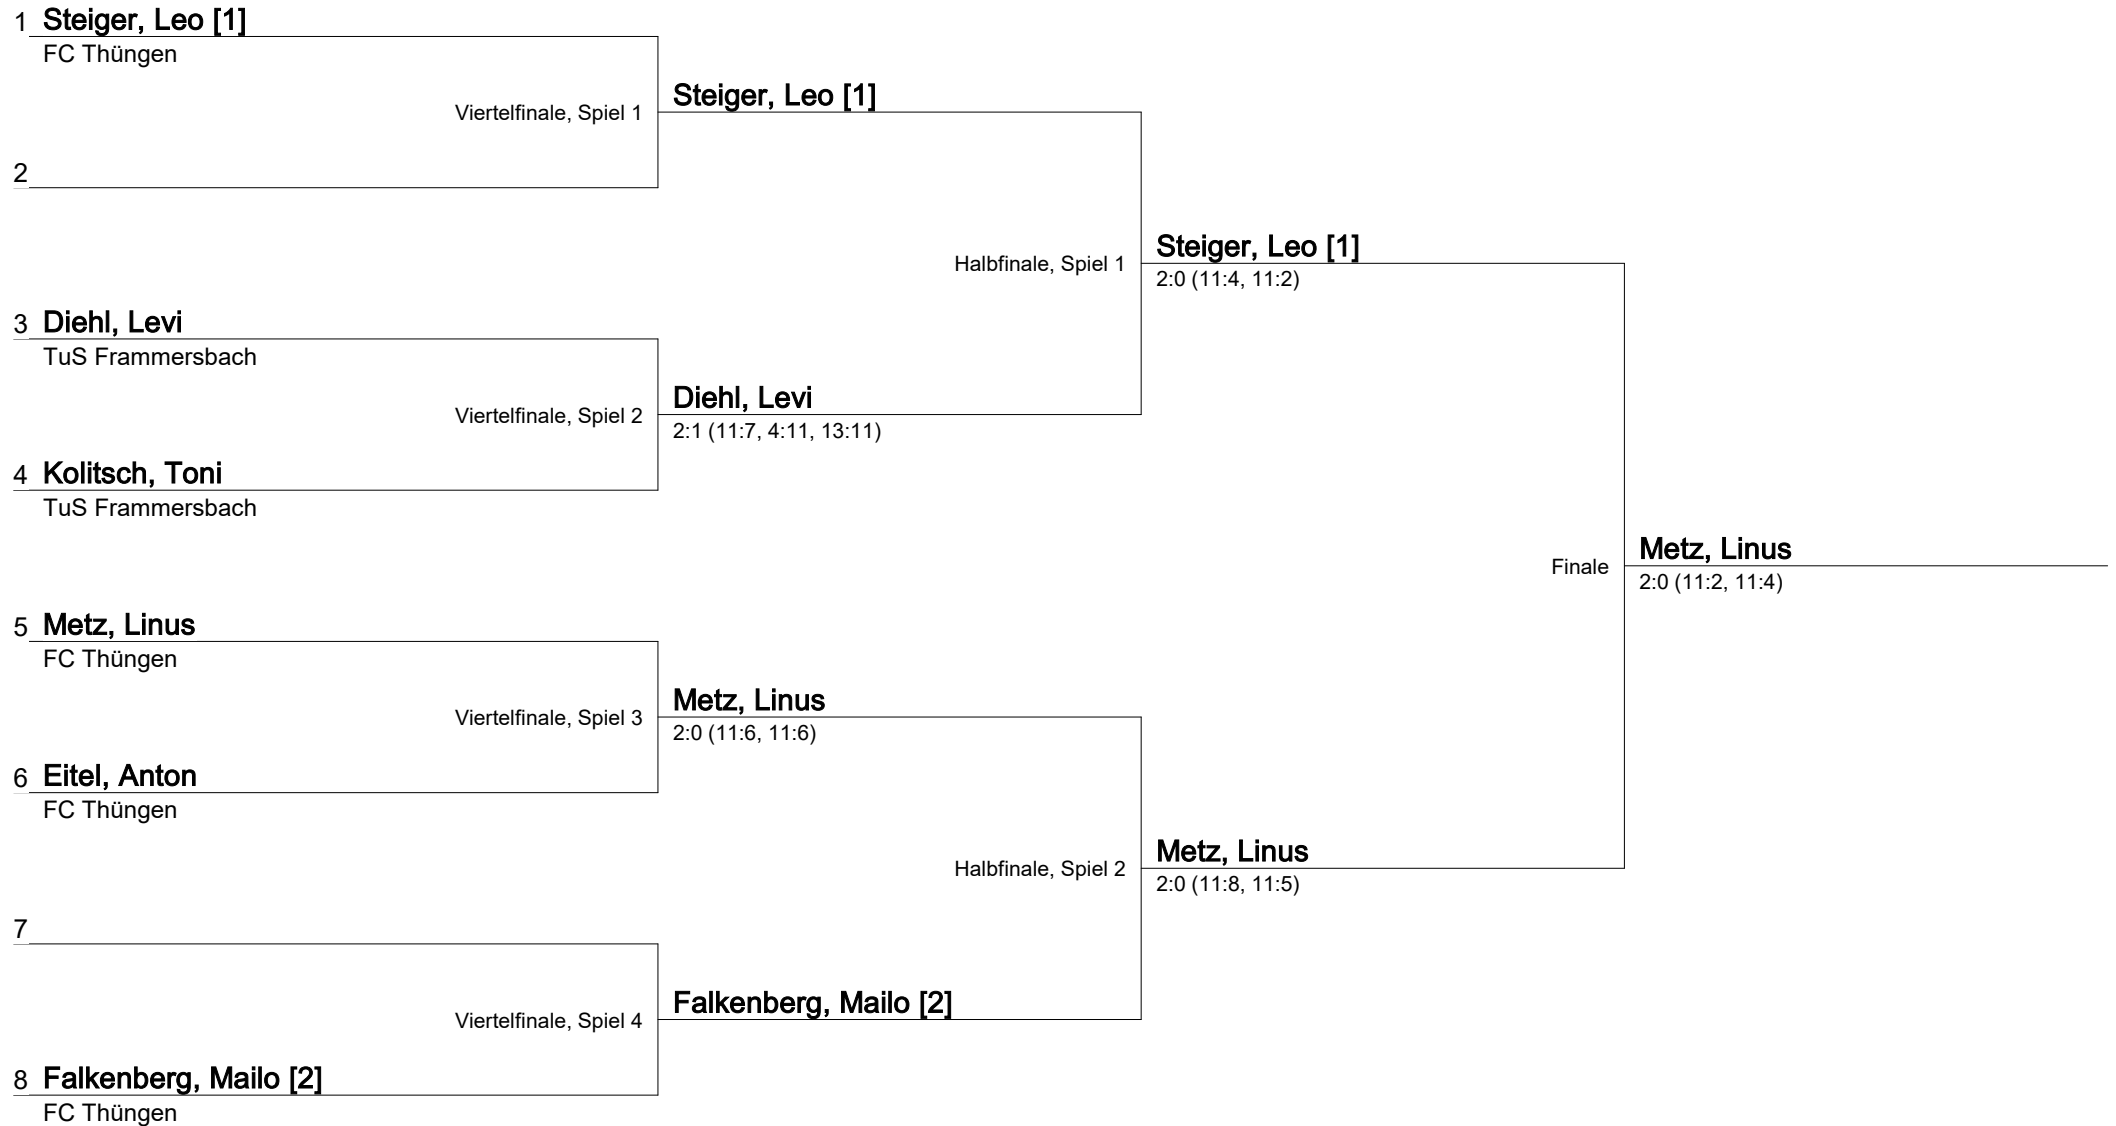 1 Steiger, Leo [1]
FC Thüngen
Viertelfinale, Spiel 1
Steiger, Leo [1]
2
Halbfinale, Spiel 1
Steiger, Leo [1]
2:0 (11:4, 11:2)
3 Diehl, Levi
TuS Frammersbach
Viertelfinale, Spiel 2
Diehl, Levi
2:1 (11:7, 4:11, 13:11)
4 Kolitsch, Toni
TuS Frammersbach
Finale
Metz, Linus
2:0 (11:2, 11:4)
5 Metz, Linus
FC Thüngen
Viertelfinale, Spiel 3
Metz, Linus
2:0 (11:6, 11:6)
6 Eitel, Anton
FC Thüngen
Halbfinale, Spiel 2
Metz, Linus
2:0 (11:8, 11:5)
7
Viertelfinale, Spiel 4
Falkenberg, Mailo [2]
8 Falkenberg, Mailo [2]
FC Thüngen